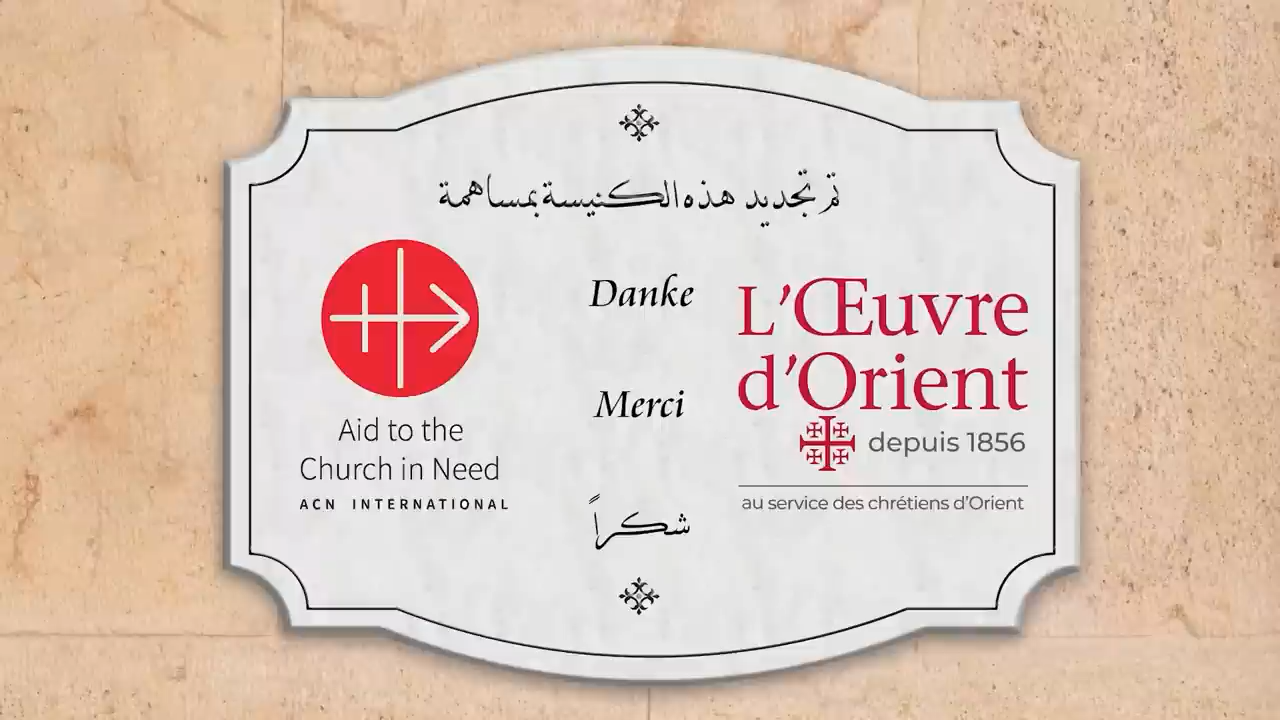 تم تجديد هذه الكنيسة بمساهمة
Aid to the
Church in Need
ACN INTERNATIONAL
Danke
Merci
شكراً
L'Œuvre
d'Orient
depuis 1856
au service des chrétiens d'Orient